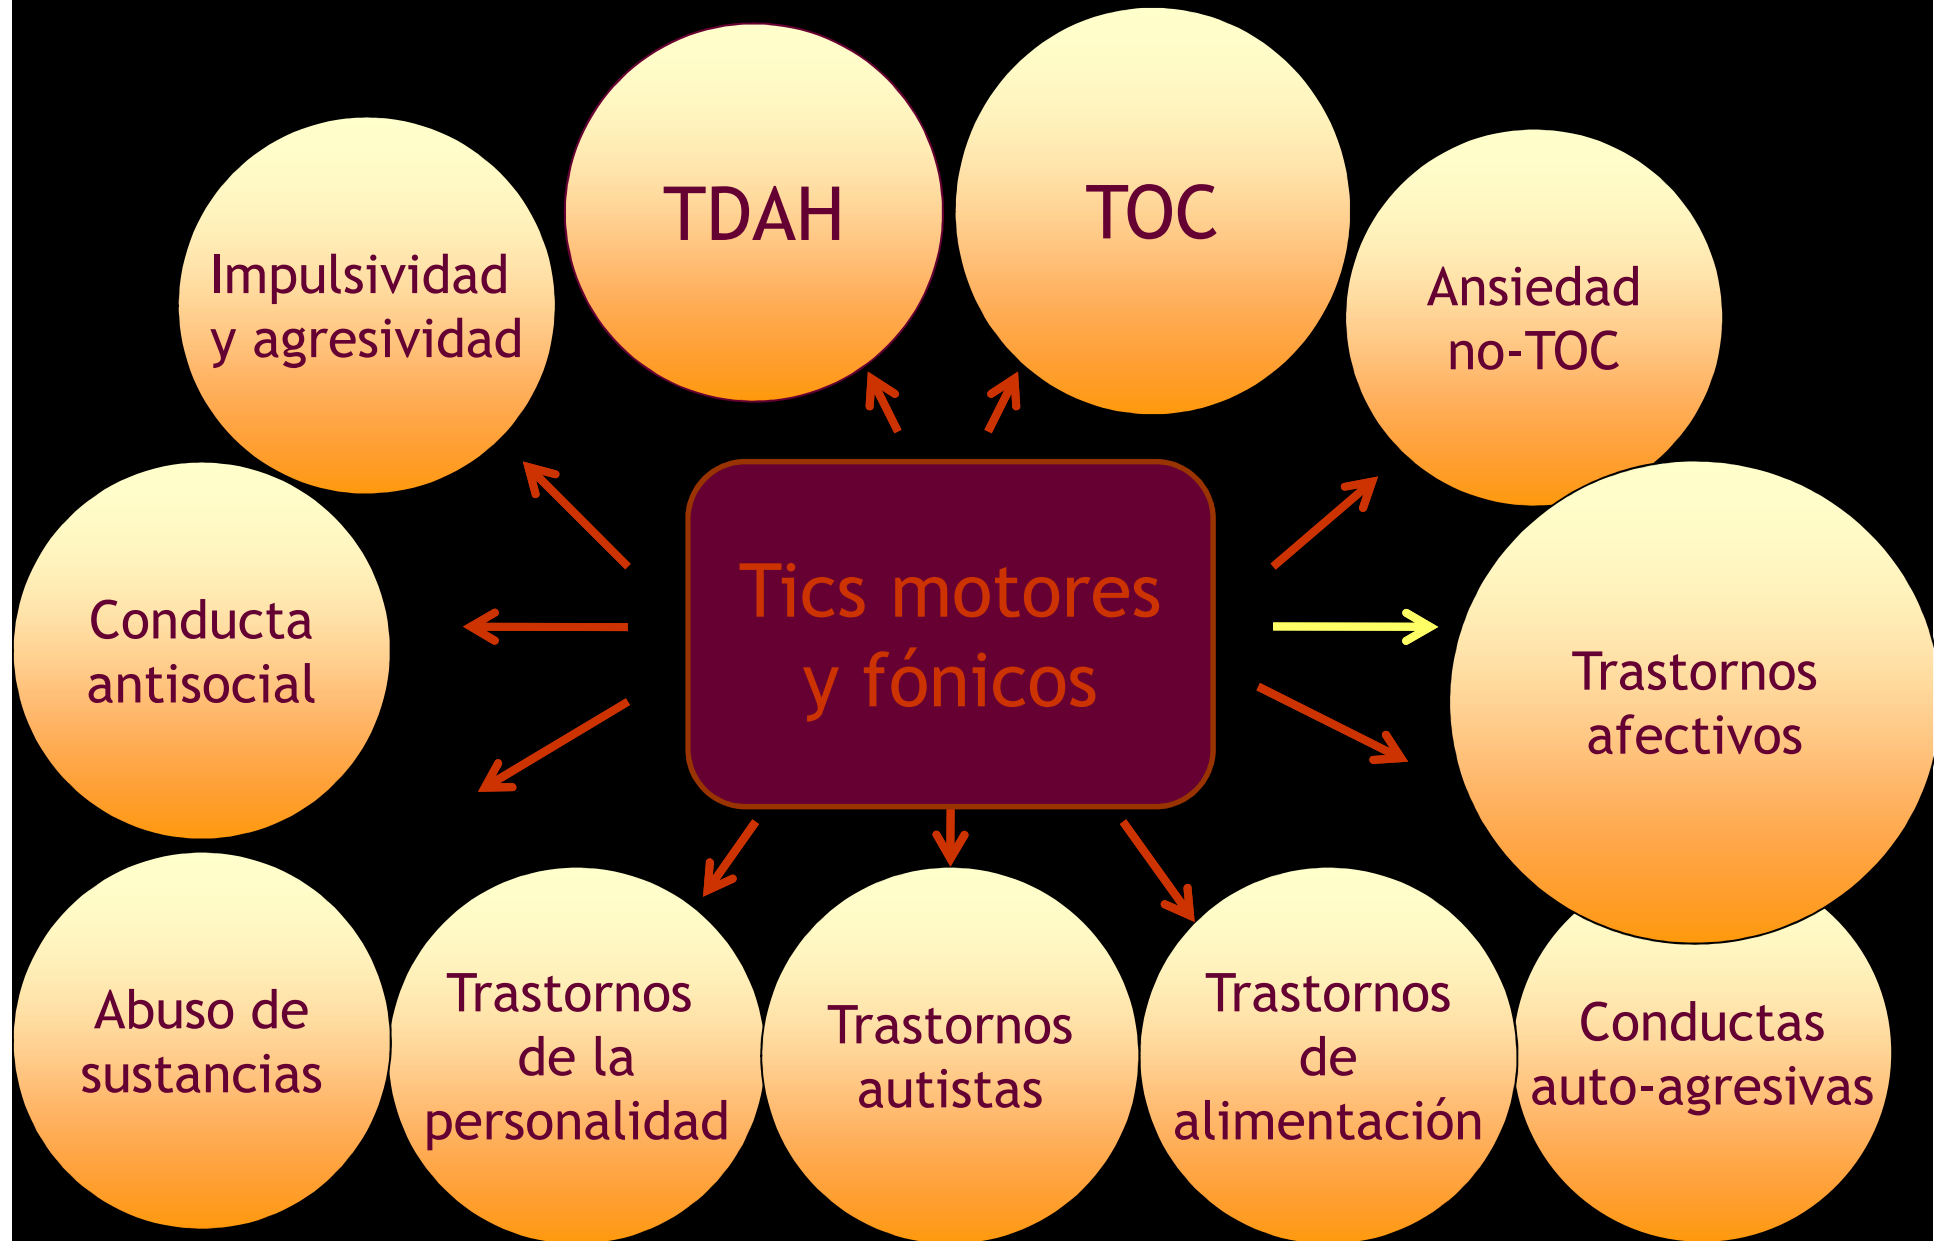 TDAH
TOC
Impulsividad
y agresividad
Ansiedad
no-TOC
Tics motores
y fónicos
Conducta
antisocial
Trastornos
afectivos
Abuso de
sustancias
Trastornos
de la
personalidad
Trastornos
autistas
Trastornos
de
alimentación
Conductas
auto-agresivas